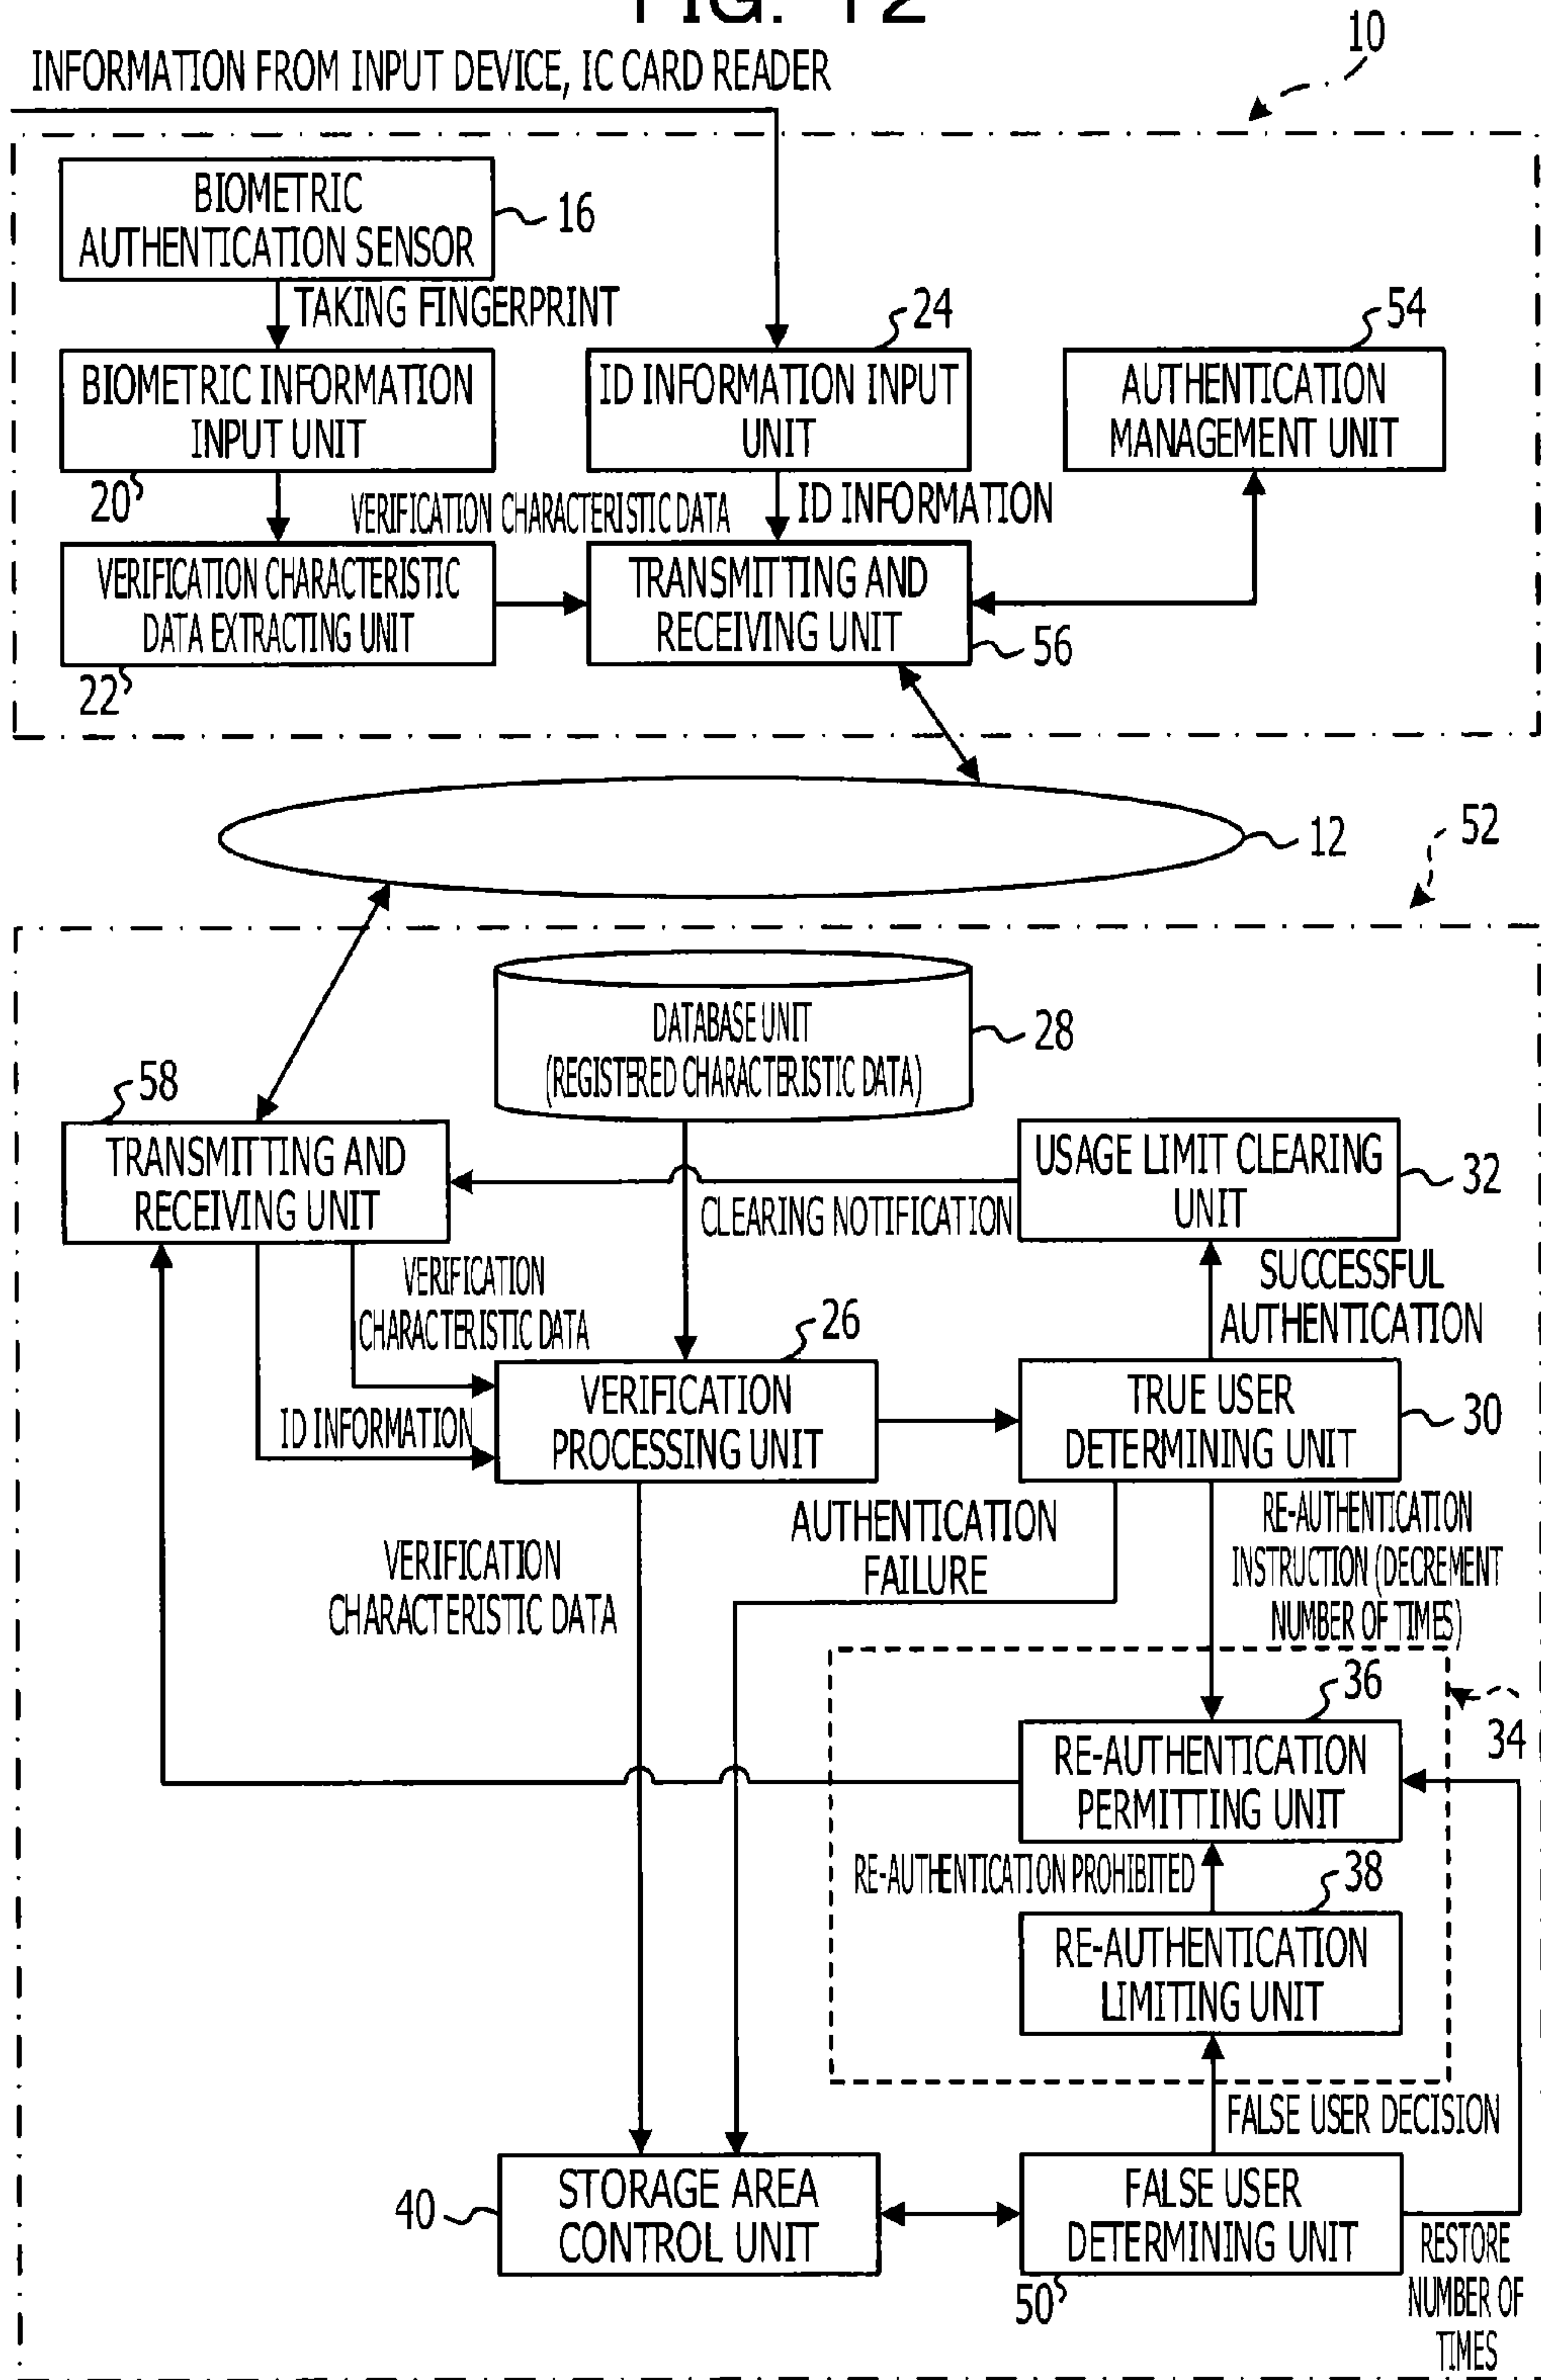 FIG. 12
10
INFORMATION FROM INPUT DEVICE, IC CARD READER
BIOMETRIC
AUTHENTICATION SENSOR
16
TAKING FINGERPRINT
24
54
BIOMETRIC INFORMATION
INPUT UNIT
ID INFORMATION INPUT
UNIT
AUTHENTICATION
MANAGEMENT UNIT
20
VERIFICATION CHARACTERISTIC DATA
ID INFORMATION
VERIFICATION CHARACTERISTIC
DATA EXTRACTING UNIT
TRANSMITTING AND
RECEIVING UNIT
56
22
12
52
DATABASE UNIT
(REGISTERED CHARACTERISTIC DATA)
28
58
TRANSMITTING AND
RECEIVING UNIT
USAGE LIMIT CLEARING
UNIT
32
CLEARING NOTIFICATION
VERIFICATION
CHARACTERISTIC DATA
SUCCESSFUL
AUTHENTICATION
26
VERIFICATION
PROCESSING UNIT
TRUE USER
DETERMINING UNIT
30
ID INFORMATION
AUTHENTICATION
FAILURE
RE-AUTHENTICATION
INSTRUCTION (DECREMENT
NUMBER OF TIMES)
VERIFICATION
CHARACTERISTIC DATA
36
34
RE-AUTHENTICATION
PERMITTING UNIT
RE-AUTHENTICATION PROHIBITED
38
RE-AUTHENTICATION
LIMITING UNIT
FALSE USER DECISION
40
STORAGE AREA
CONTROL UNIT
FALSE USER
DETERMINING UNIT
50
RESTORE
NUMBER OF
TIMES